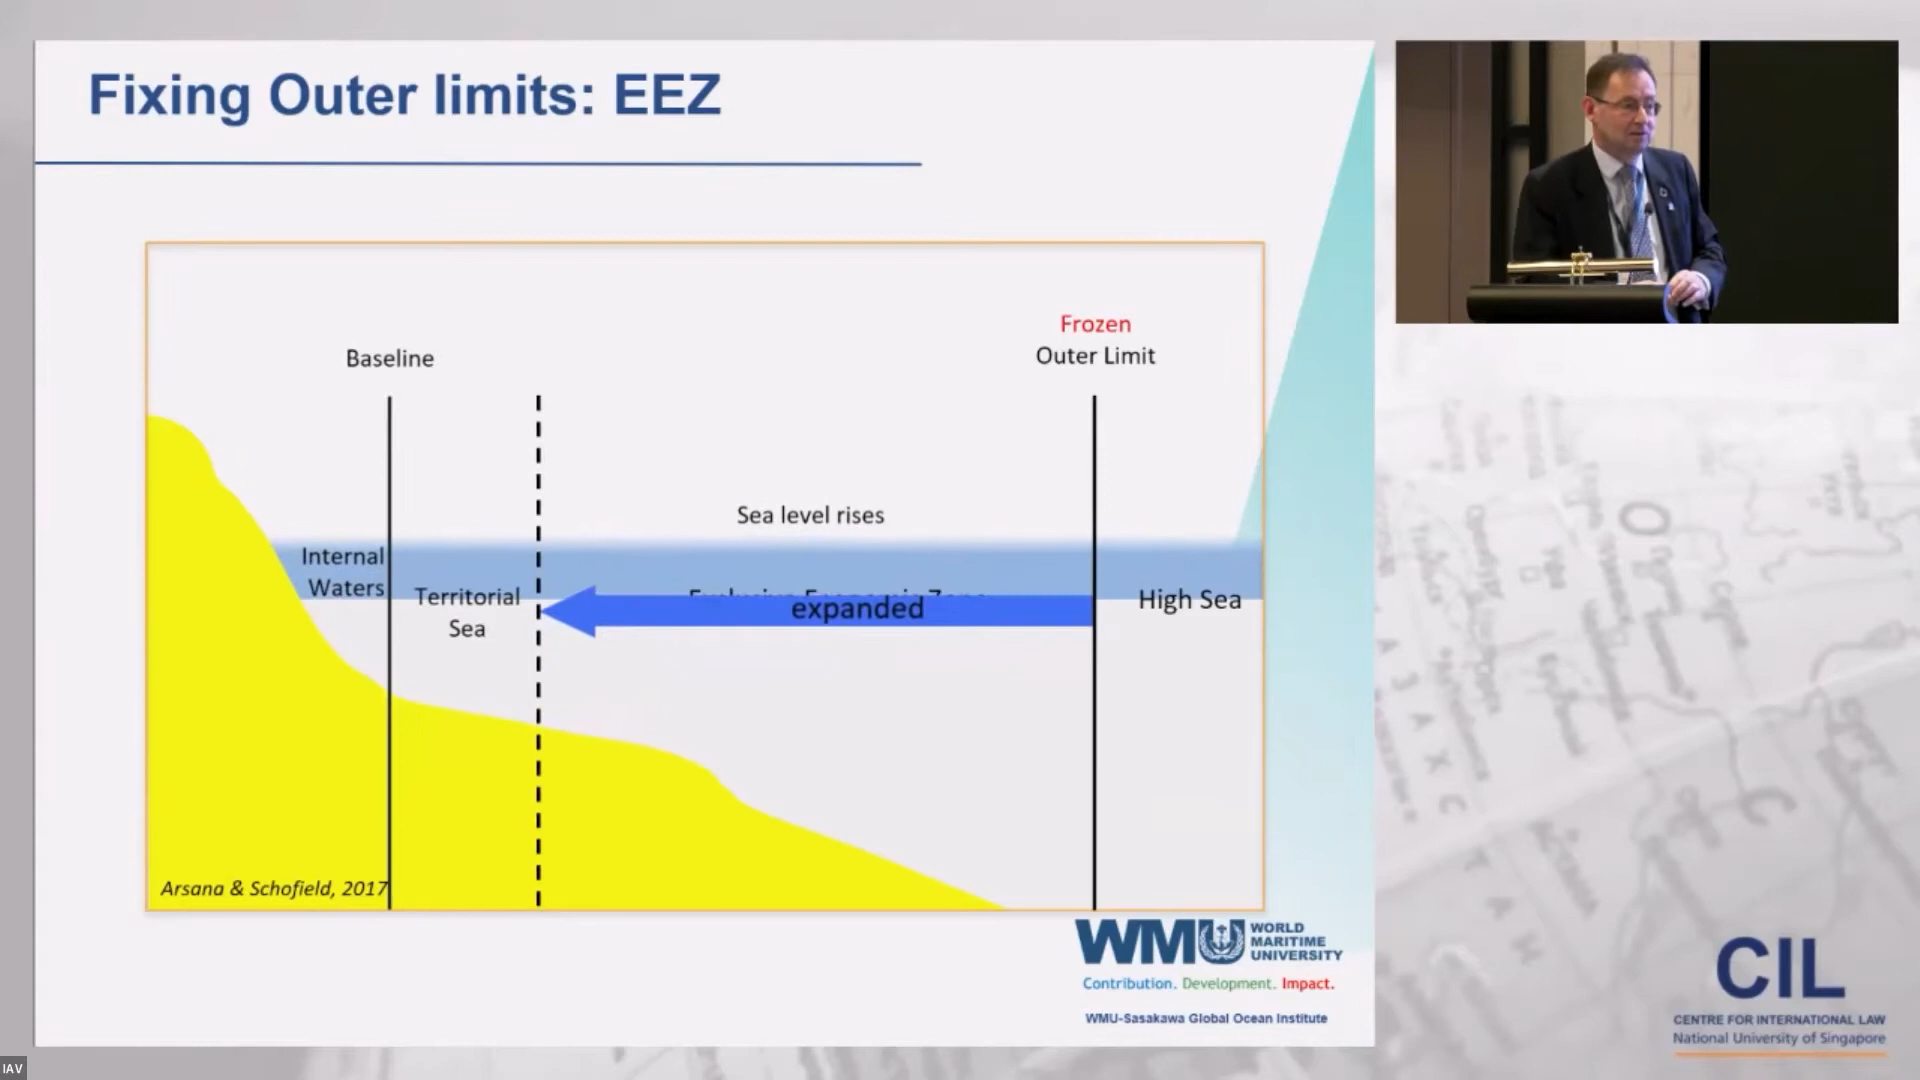 Fixing Outer limits: EEZ
Frozen
Outer Limit
Baseline
Sea level rises
Internal
Waters
Territorial
Sea
Exclusive Economic Zone
expanded
High Sea
Arsana & Schofield, 2017
WMU
WORLD
MARITIME
UNIVERSITY
Contribution. Development. Impact.
WMU-Sasakawa Global Ocean Institute
CIL
CENTRE FOR INTERNATIONAL LAW
National University of Singapore
IAV